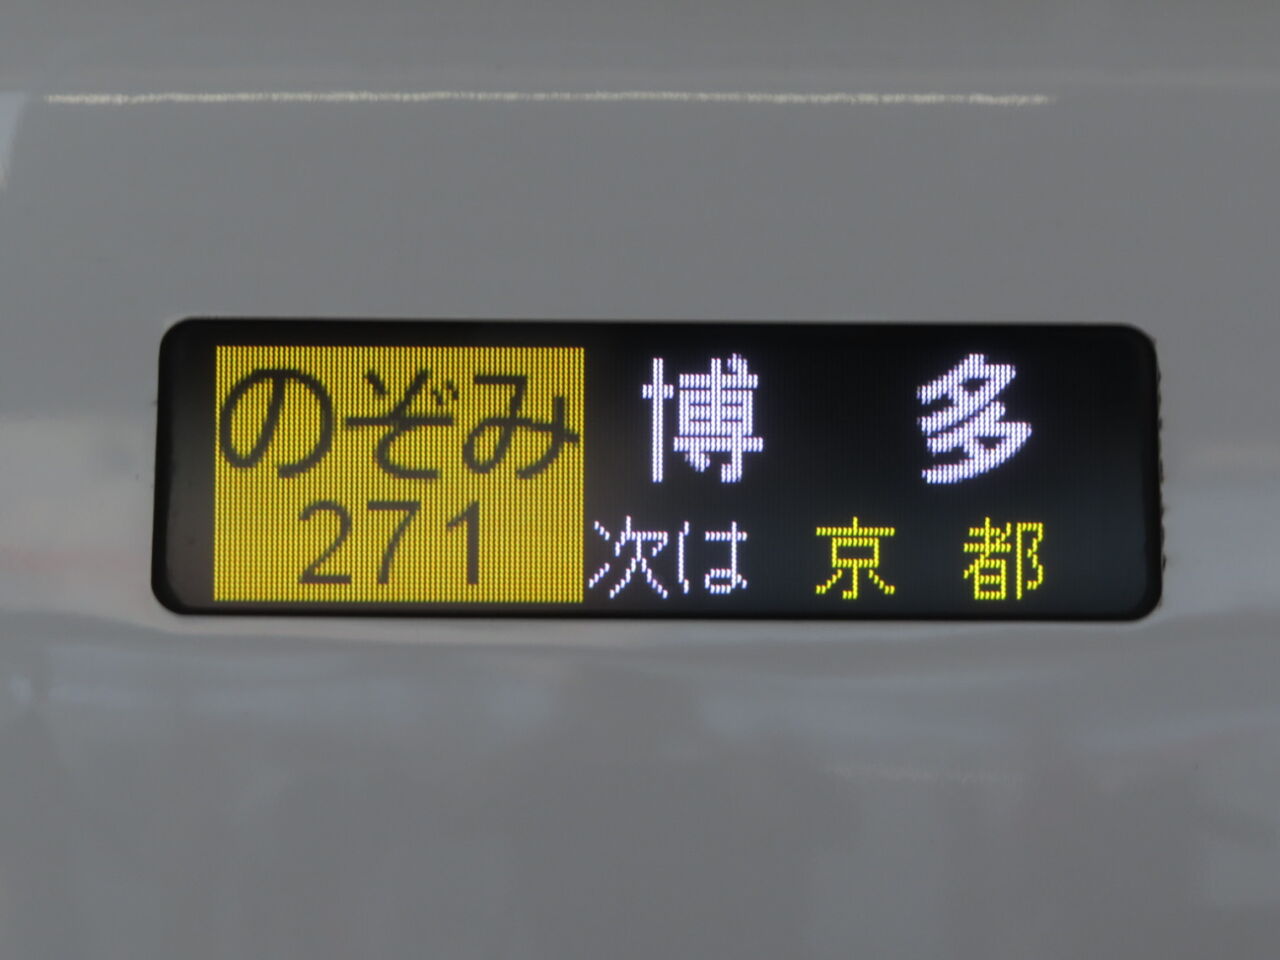 のぞみ 博多
271 次は 京都